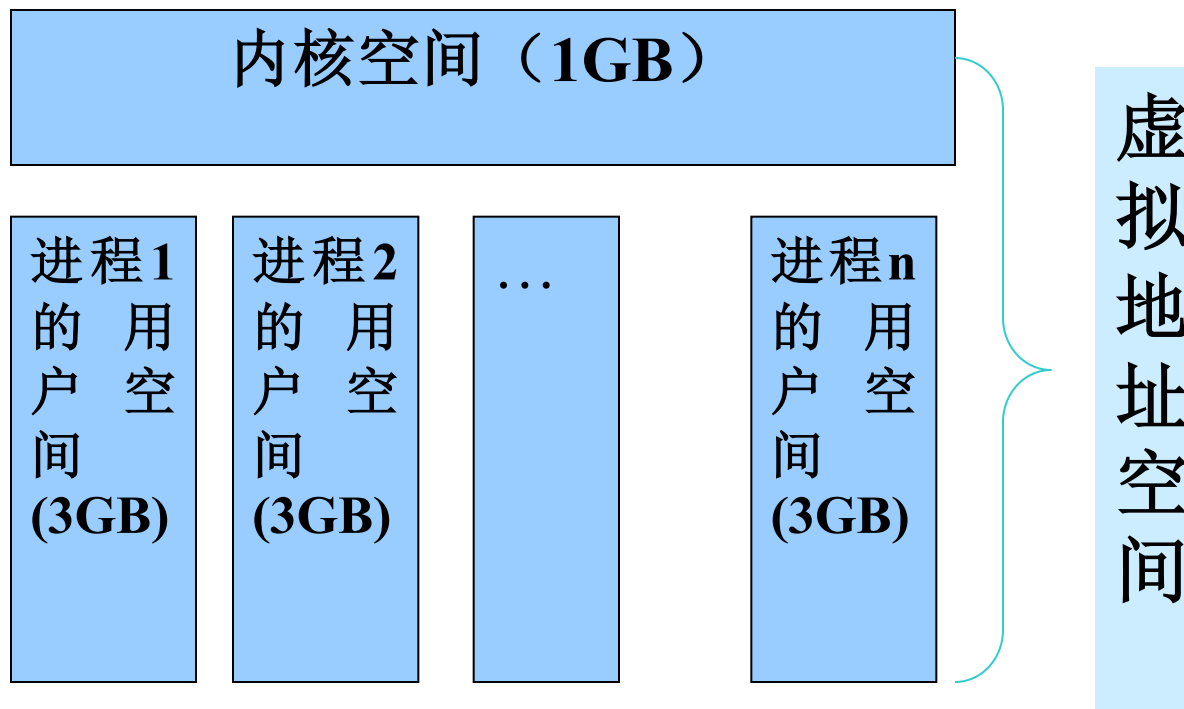 内核空间（1GB）
进程1
的用
户空
间
(3GB)
进程2
的用
户空
间
(3GB)
…
进程n
的用
户空
间
(3GB)
虚
拟
地
址
空
间